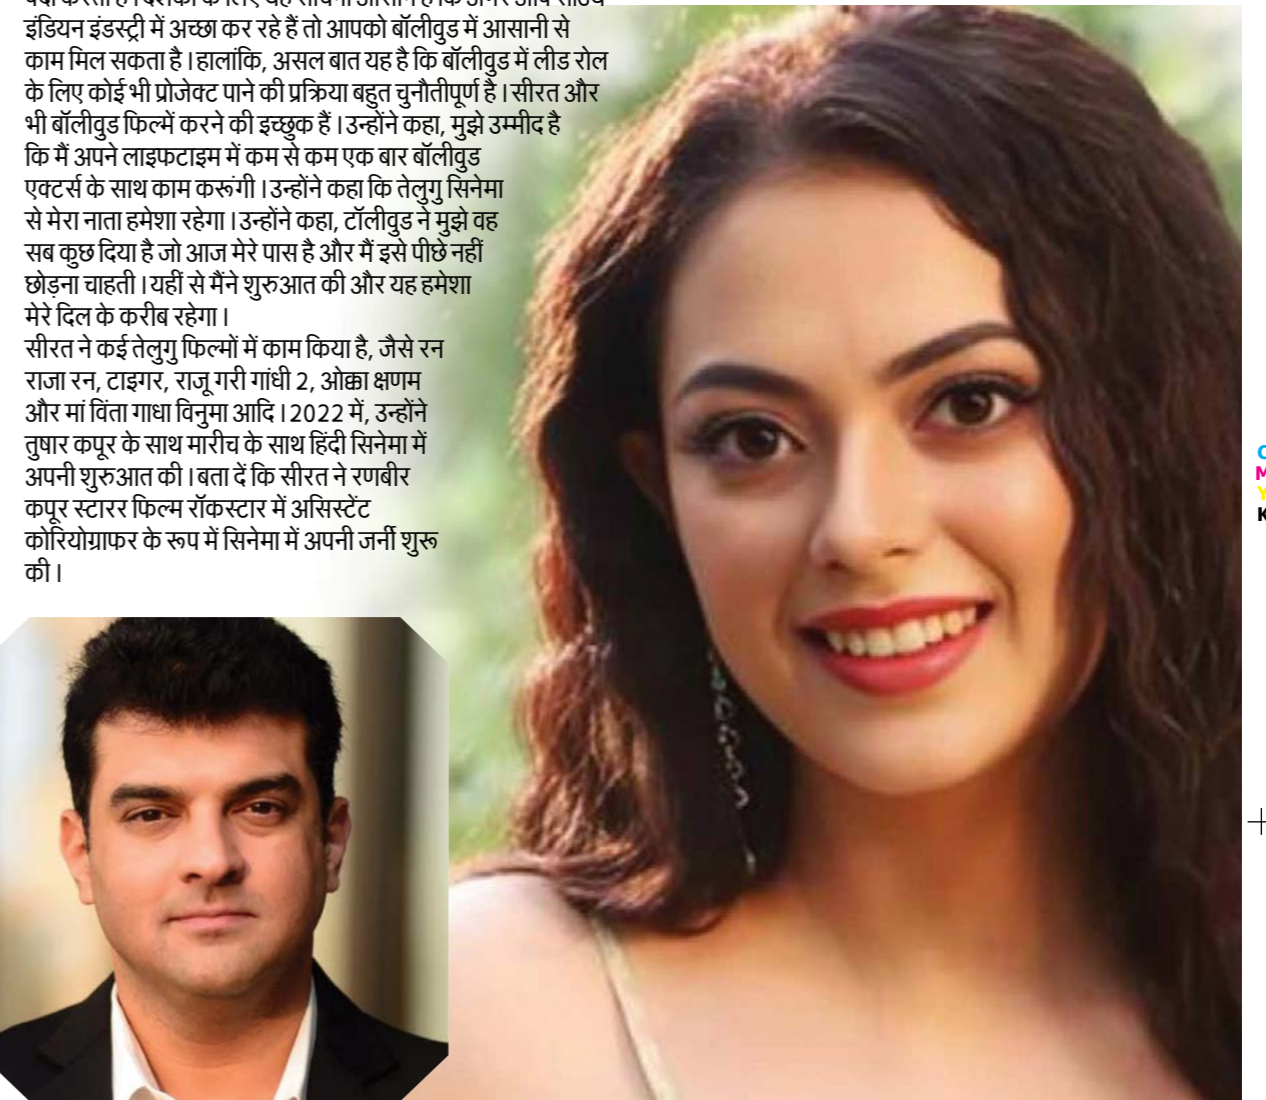 इंडियन इंडस्ट्री में अच्छा कर रहे हैं तो आपको बॉलीवुड में आसानी से
काम मिल सकता है। हालांकि, असल बात यह है कि बॉलीवुड में लीड रोल
के लिए कोई भी प्रोजेक्ट पाने की प्रक्रिया बहुत चुनौतीपूर्ण है। सीरत और
भी बॉलीवुड फिल्में करने की इच्छुक हैं। उन्होंने कहा, मुझे उम्मीद है
कि मैं अपने लाइफटाइम में कम से कम एक बार बॉलीवुड
एक्टर्स के साथ काम करूंगी। उन्होंने कहा कि तेलुगु सिनेमा
से मेरा नाता हमेशा रहेगा। उन्होंने कहा, टॉलीवुड ने मुझे वह
सब कुछ दिया है जो आज मेरे पास है और मैं इसे पीछे नहीं
छोड़ना चाहती। यहीं से मैंने शुरुआत की और यह हमेशा
मेरे दिल के करीब रहेगा।
सीरत ने कई तेलुगु फिल्मों में काम किया है, जैसे रन
राजा रन, टाइगर, राजू गरी गांधी 2, ओक्का क्षणम
और मां विंता गाधा विनुमा आदि। 2022 में, उन्होंने
तुषार कपूर के साथ मारीच के साथ हिंदी सिनेमा में
अपनी शुरुआत की। बता दें कि सीरत ने रणबीर
कपूर स्टारर फिल्म रॉकस्टार में असिस्टेंट
कोरियोग्राफर के रूप में सिनेमा में अपनी जर्नी शुरू
की।
C
M
Y
K